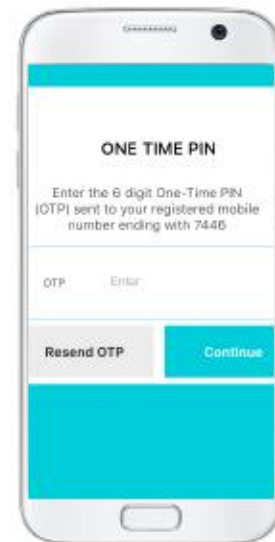 ONE TIME PIN
Enter the 6 digit One-Time PIN
(OTP) sent to your registered mobile
number ending with 7446
OTP Enter
Resend OTP Continue